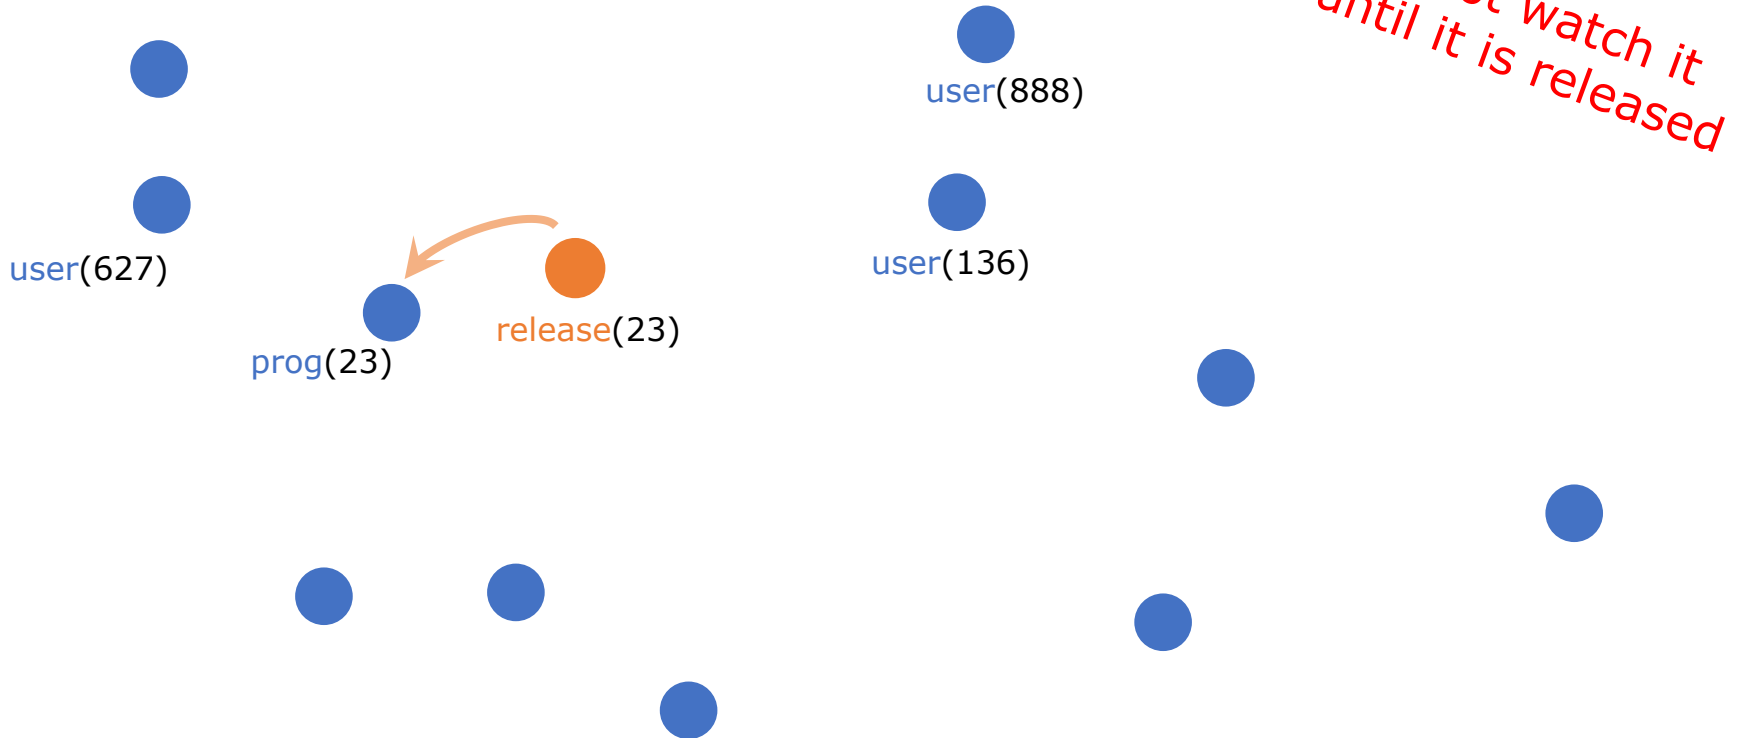 watch it
until it is released
user(888)
user(627)
user(136)
release(23)
prog(23)